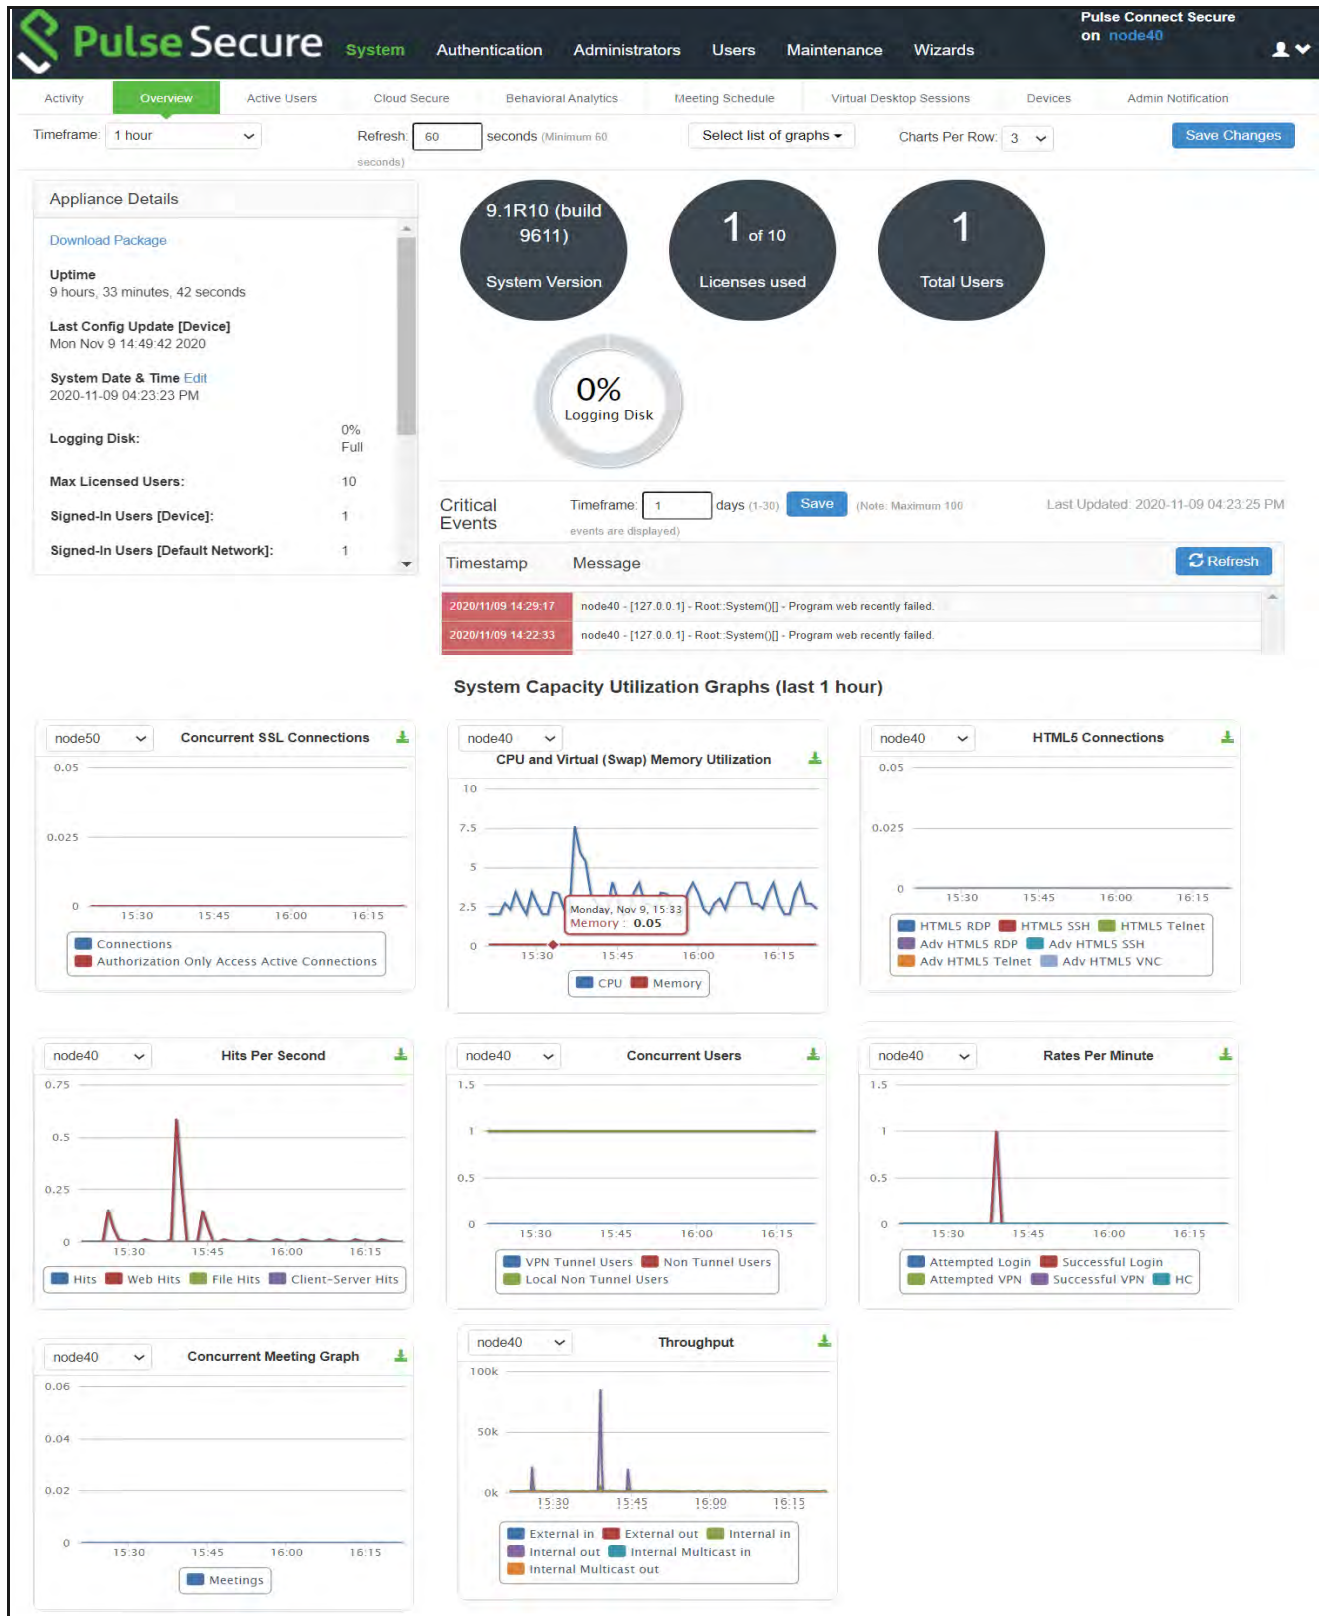 Pulse Secure
System Authentication Administrators Users Maintenance Wizards
Pulse Connect Secure
on node40
Activity Overview Active Users Cloud Secure Behavioral Analytics Meeting Schedule Virtual Desktop Sessions Devices Admin Notification
Timeframe: 1 hour Refresh: 60 seconds (Minimum 60
seconds)
Select list of graphs Charts Per Row: 3 Save Changes
Appliance Details
Download Package
Uptime
9 hours, 33 minutes, 42 seconds
Last Config Update [Device]
Mon Nov 9 14:49:42 2020
System Date & Time Edit
2020-11-09 04:23:23 PM
Logging Disk: 0%
Full
Max Licensed Users: 10
Signed-In Users [Device]: 1
Signed-In Users [Default Network]: 1
9.1R10 (build
9611)
System Version
1 of 10
Licenses used
1
Total Users
0%
Logging Disk
Critical
Events
Timeframe: 1 days (1-30) Save (Note: Maximum 100
events are displayed)
Last Updated: 2020-11-09 04:23:25 PM
Timestamp Message Refresh
2020/11/09 14:29:17 node40 - [127.0.0.1] - Root::System()[] - Program web recently failed.
2020/11/09 14:22:33 node40 - [127.0.0.1] - Root::System()[] - Program web recently failed.
System Capacity Utilization Graphs (last 1 hour)
node50 Concurrent SSL Connections
0.05
0.025
0
15:30 15:45 16:00 16:15
Connections
Authorization Only Access Active Connections
node40
CPU and Virtual (Swap) Memory Utilization
10
7.5
5
2.5
0
Monday, Nov 9, 15:33
Memory : 0.05
15:30 15:45 16:00 16:15
CPU Memory
node40 HTML5 Connections
0.05
0.025
0
15:30 15:45 16:00 16:15
HTML5 RDP HTML5 SSH HTML5 Telnet
Adv HTML5 RDP Adv HTML5 SSH
Adv HTML5 Telnet Adv HTML5 VNC
node40 Hits Per Second
0.75
0.5
0.25
0
15:30 15:45 16:00 16:15
Hits Web Hits File Hits Client-Server Hits
node40 Concurrent Users
1.5
1
0.5
0
15:30 15:45 16:00 16:15
VPN Tunnel Users Non Tunnel Users
Local Non Tunnel Users
node40 Rates Per Minute
1.5
1
0.5
0
15:30 15:45 16:00 16:15
Attempted Login Successful Login
Attempted VPN Successful VPN HC
node40 Concurrent Meeting Graph
0.06
0.04
0.02
0
15:30 15:45 16:00 16:15
Meetings
node40 Throughput
100k
50k
0k
15:30 15:45 16:00 16:15
External in External out Internal in
Internal out Internal Multicast in
Internal Multicast out